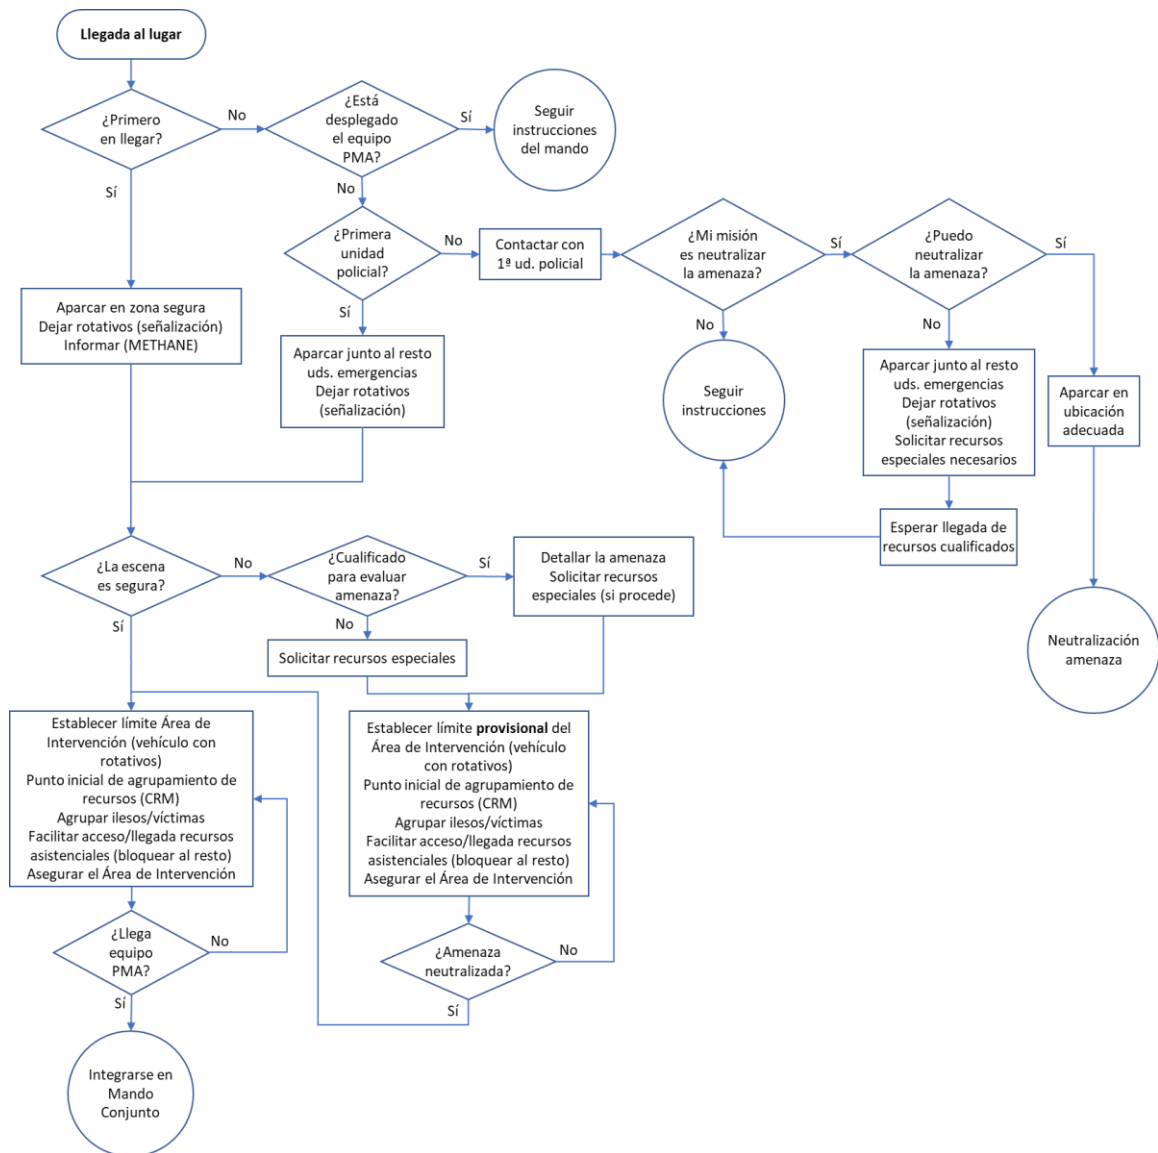 Llegada al lugar
¿Primero
en llegar?
No
Sí
¿Está
desplegado
el equipo
PMA?
Sí
No
Seguir
instrucciones
del mando
¿Primera
unidad
policial?
No
Sí
Contactar con
1ª ud. policial
¿Mi misión
es neutralizar
la amenaza?
Sí
No
¿Puedo
neutralizar
la amenaza?
Sí
No
Aparcar en zona segura
Dejar rotativos (señalización)
Informar (METHANE)
Aparcar junto al resto
uds. emergencias
Dejar rotativos
(señalización)
Seguir
instrucciones
Aparcar junto al resto
uds. emergencias
Dejar rotativos
(señalización)
Solicitar recursos
especiales necesarios
Aparcar en
ubicación
adecuada
Esperar llegada de
recursos cualificados
Neutralización
amenaza
¿La escena
es segura?
No
Sí
¿Cualificado
para evaluar
amenaza?
Sí
No
Detallar la amenaza
Solicitar recursos
especiales (si procede)
Solicitar recursos especiales
Establecer límite Área de
Intervención (vehículo con
rotativos)
Punto inicial de agrupamiento de
recursos (CRM)
Agrupar ilesos/víctimas
Facilitar acceso/llegada recursos
asistenciales (bloquear al resto)
Asegurar el Área de Intervención
Establecer límite provisional del
Área de Intervención (vehículo
con rotativos)
Punto inicial de agrupamiento de
recursos (CRM)
Agrupar ilesos/víctimas
Facilitar acceso/llegada recursos
asistenciales (bloquear al resto)
Asegurar el Área de Intervención
¿Llega
equipo
PMA?
No
Sí
¿Amenaza
neutralizada?
No
Sí
Integrarse en
Mando
Conjunto